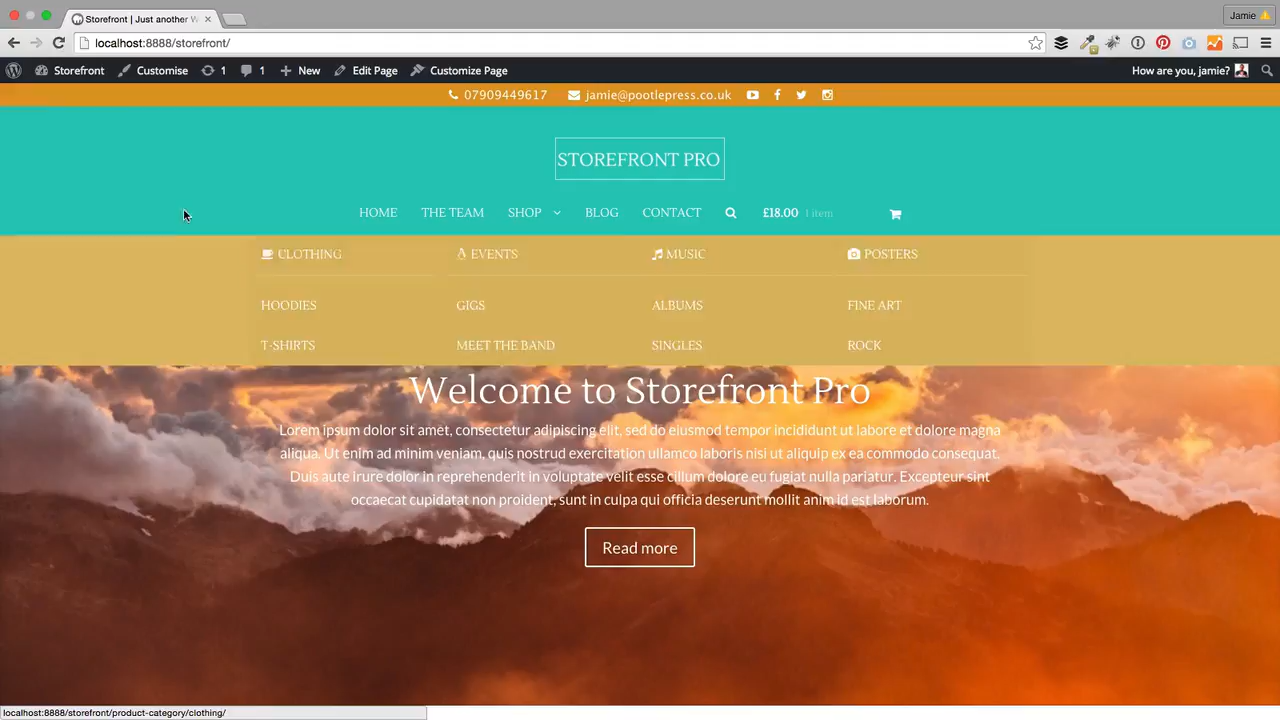 Storefront | Just another W
Jamie
localhost:8888/storefront/
Storefront Customise 1 1 New Edit Page Customize Page How are you, jamie?
07909449617 jamie@pootlepress.co.uk
STOREFRONT PRO
HOME THE TEAM SHOP BLOG CONTACT £18.00 1 item
CLOTHING EVENTS MUSIC POSTERS
HOODIES GIGS ALBUMS FINE ART
T-SHIRTS MEET THE BAND SINGLES ROCK
Welcome to Storefront Pro
Lorem ipsum dolor sit amet, consectetur adipiscing elit, sed do eiusmod tempor incididunt ut labore et dolore magna
aliqua. Ut enim ad minim veniam, quis nostrud exercitation ullamco laboris nisi ut aliquip ex ea commodo consequat.
Duis aute irure dolor in reprehenderit in voluptate velit esse cillum dolore eu fugiat nulla pariatur. Excepteur sint
occaecat cupidatat non proident, sunt in culpa qui officia deserunt mollit anim id est laborum.
Read more
localhost:8888/storefront/product-category/clothing/